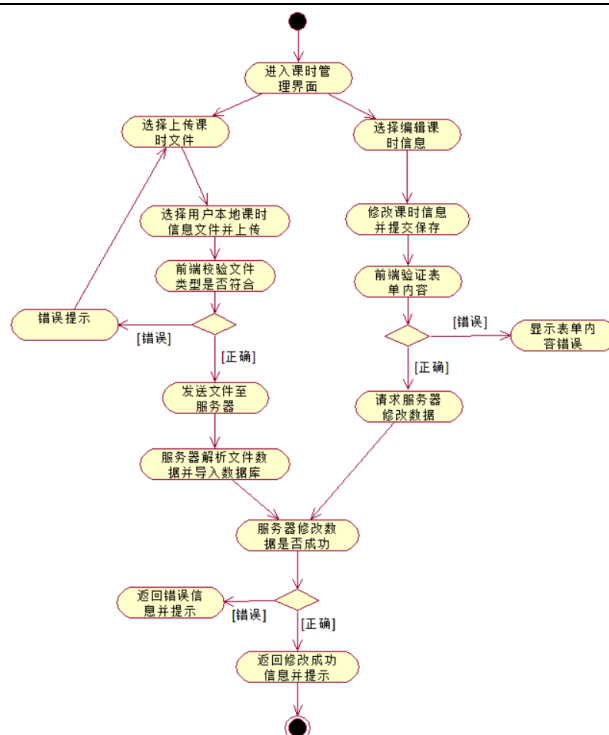 进入课时管
理界面
选择上传课
时文件
选择编辑课
时信息
选择用户本地课时
信息文件并上传
修改课时信息
并提交保存
前端校验文件
类型是否符合
前端验证表
单内容
错误提示
[错误]
[正确]
[错误]
显示表单内
容错误
[正确]
发送文件至
服务器
请求服务器
修改数据
服务器解析文件数
据并导入数据库
服务器修改数
据是否成功
返回错误信
息并提示
[错误]
[正确]
返回修改成功
信息并提示